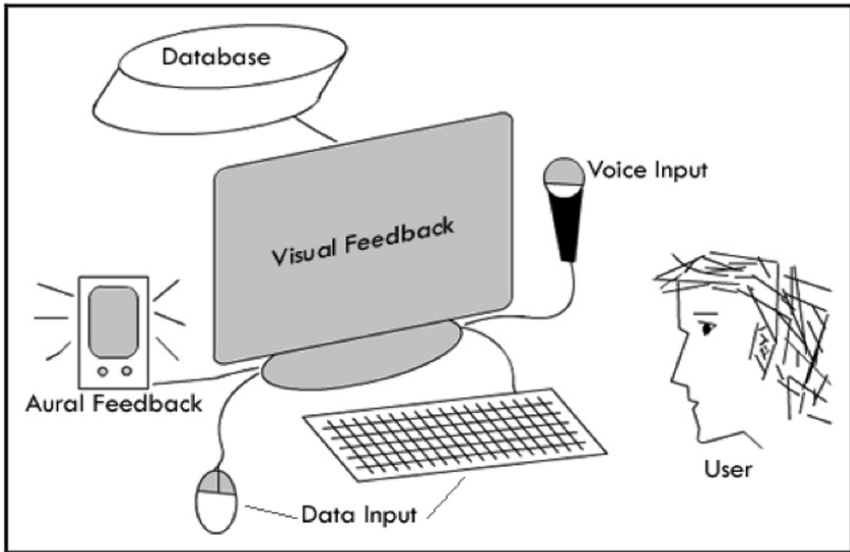 Database
Voice Input
Visual Feedback
Aural Feedback
User
Data Input